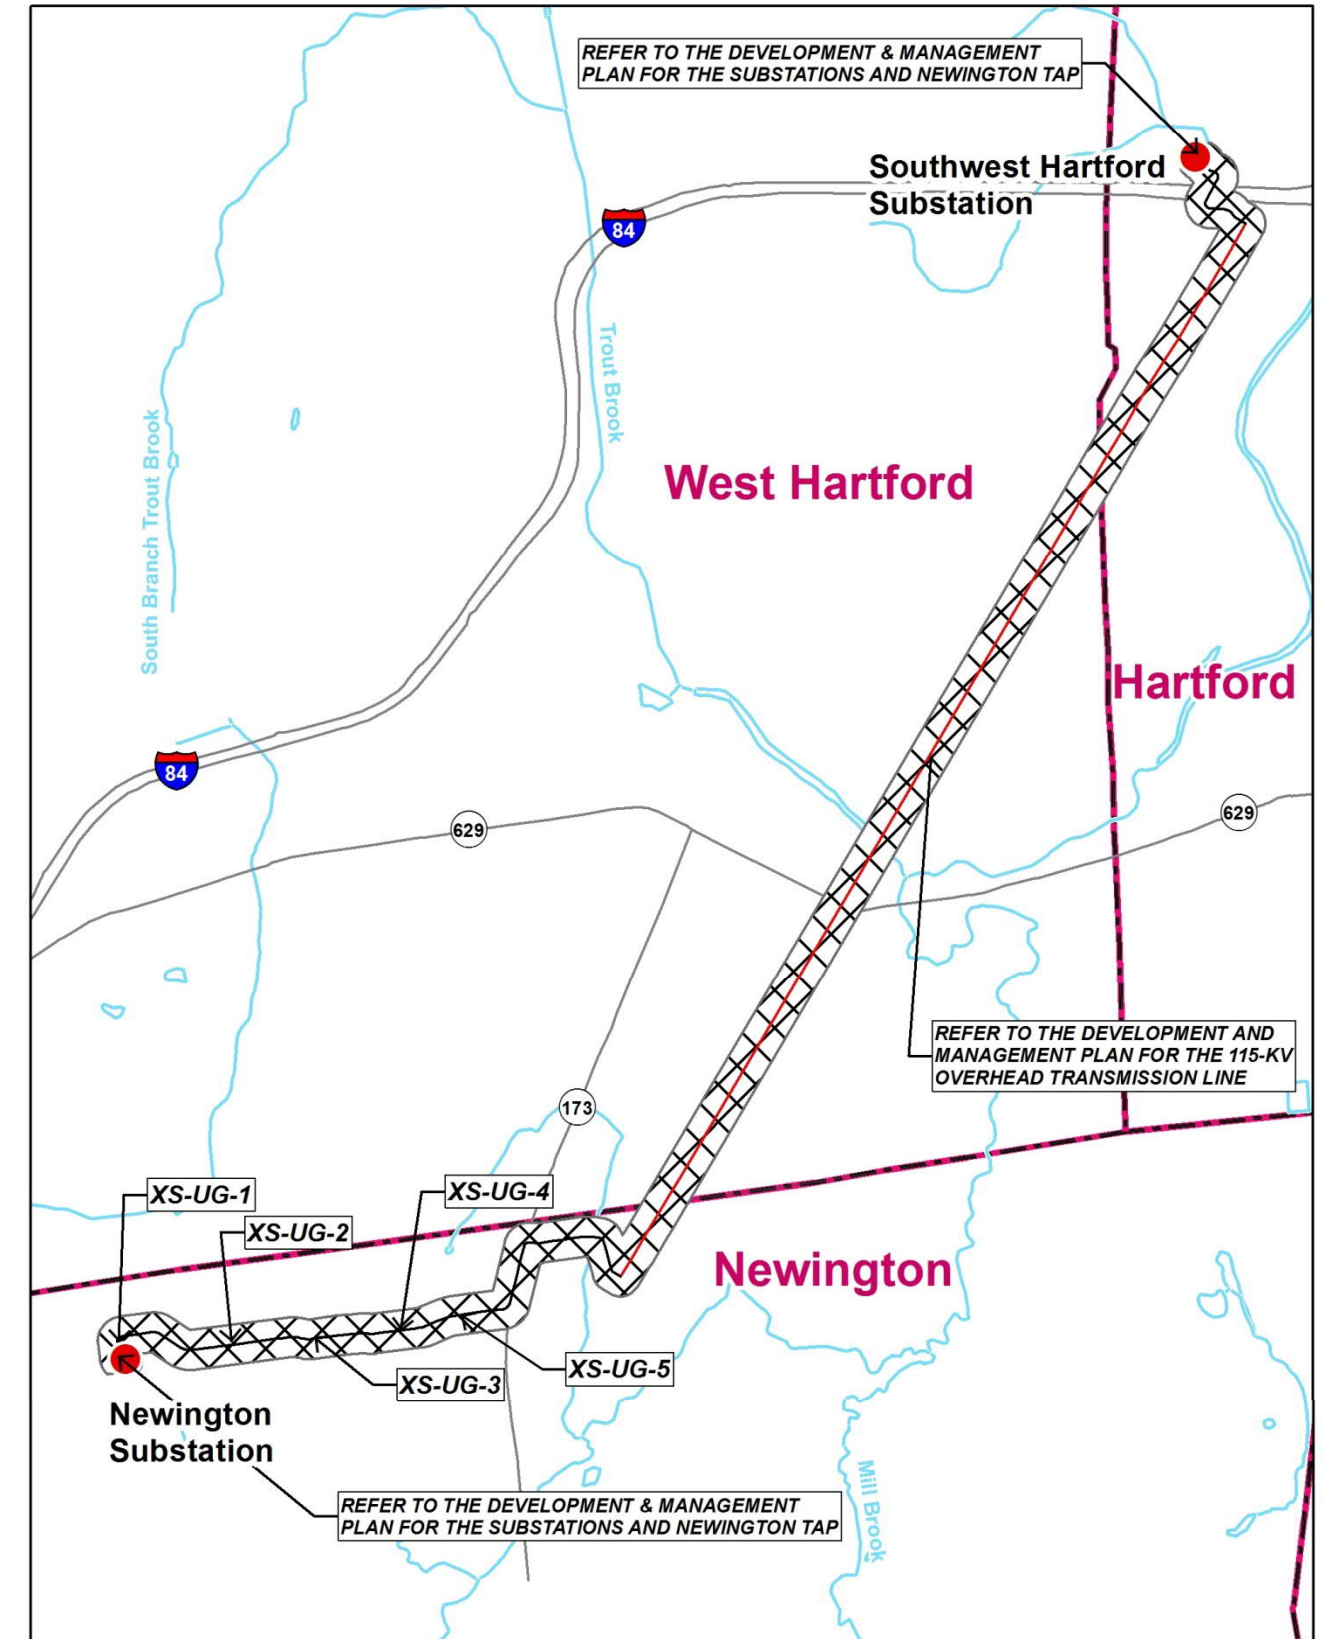 REFER TO THE DEVELOPMENT & MANAGEMENT
PLAN FOR THE SUBSTATIONS AND NEWINGTON TAP
Southwest Hartford
Substation
84
Trout Brook
South Branch Trout Brook
West Hartford
Hartford
84
629
629
REFER TO THE DEVELOPMENT AND
MANAGEMENT PLAN FOR THE 115-KV
OVERHEAD TRANSMISSION LINE
173
XS-UG-1
XS-UG-4
XS-UG-2
Newington
XS-UG-5
XS-UG-3
Newington
Substation
Mill Brook
REFER TO THE DEVELOPMENT & MANAGEMENT
PLAN FOR THE SUBSTATIONS AND NEWINGTON TAP